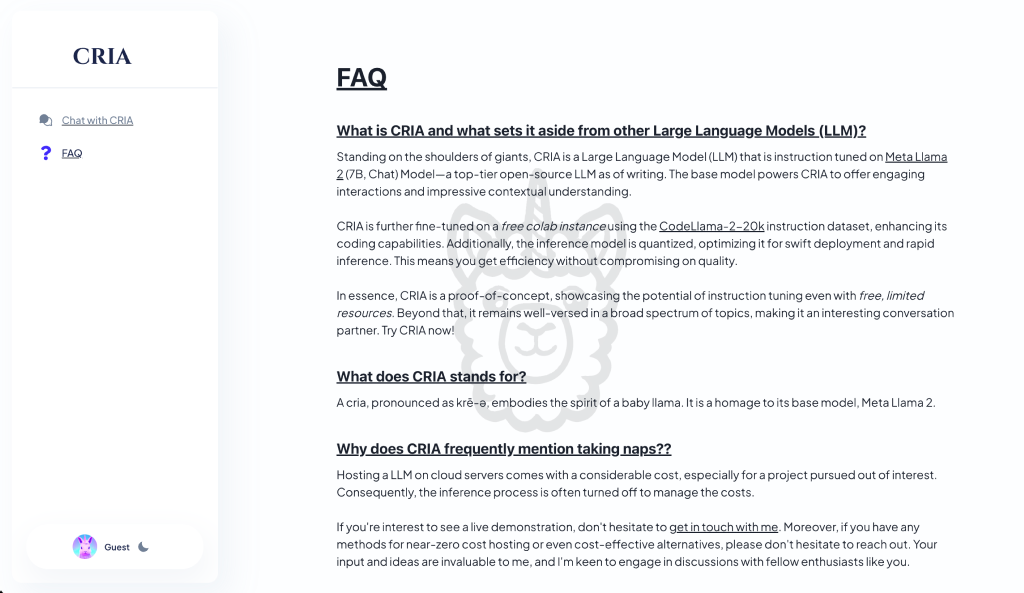 CRIA
Chat with CRIA
? FAQ
Guest
FAQ
What is CRIA and what sets it aside from other Large Language Models (LLM)?
Standing on the shoulders of giants, CRIA is a Large Language Model (LLM) that is instruction tuned on Meta Llama
2 (7B, Chat) Model—a top-tier open-source LLM as of writing. The base model powers CRIA to offer engaging
interactions and impressive contextual understanding.
CRIA is further fine-tuned on a free colab instance using the CodeLlama-2-20k instruction dataset, enhancing its
coding capabilities. Additionally, the inference model is quantized, optimizing it for swift deployment and rapid
inference. This means you get efficiency without compromising on quality.
In essence, CRIA is a proof-of-concept, showcasing the potential of instruction tuning even with free, limited
resources. Beyond that, it remains well-versed in a broad spectrum of topics, making it an interesting conversation
partner. Try CRIA now!
What does CRIA stands for?
A cria, pronounced as krē-ə, embodies the spirit of a baby llama. It is a homage to its base model, Meta Llama 2.
Why does CRIA frequently mention taking naps??
Hosting a LLM on cloud servers comes with a considerable cost, especially for a project pursued out of interest.
Consequently, the inference process is often turned off to manage the costs.
If you're interest to see a live demonstration, don't hesitate to get in touch with me. Moreover, if you have any
methods for near-zero cost hosting or even cost-effective alternatives, please don't hesitate to reach out. Your
input and ideas are invaluable to me, and I'm keen to engage in discussions with fellow enthusiasts like you.